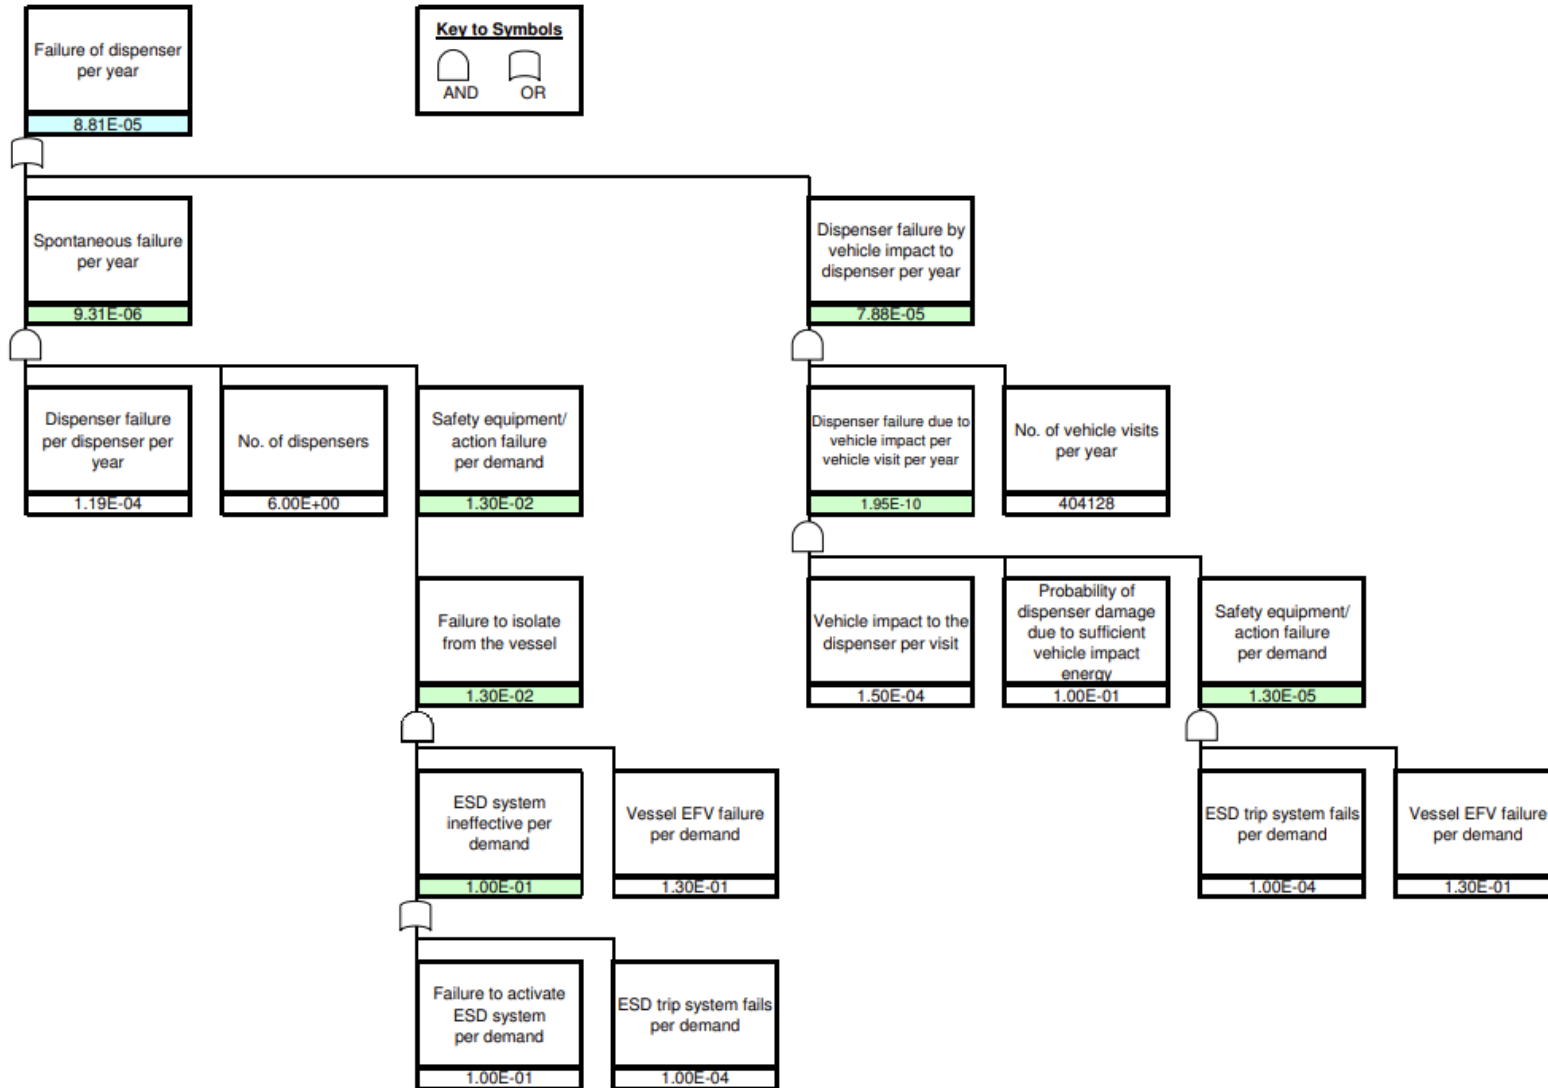 Failure of dispenser
per year
8.81E-05
Key to Symbols
AND
OR
Spontaneous failure
per year
9.31E-06
Dispenser failure by
vehicle impact to
dispenser per year
7.88E-05
Dispenser failure
per dispenser per
year
1.19E-04
No. of dispensers
6.00E+00
Safety equipment/
action failure
per demand
1.30E-02
Dispenser failure due to
vehicle impact per
vehicle visit per year
1.95E-10
No. of vehicle visits
per year
404128
Failure to isolate
from the vessel
1.30E-02
Vehicle impact to the
dispenser per visit
1.50E-04
Probability of
dispenser damage
due to sufficient
vehicle impact
energy
1.00E-01
Safety equipment/
action failure
per demand
1.30E-05
ESD system
ineffective per
demand
1.00E-01
Vessel EFV failure
per demand
1.30E-01
ESD trip system fails
per demand
1.00E-04
Vessel EFV failure
per demand
1.30E-01
Failure to activate
ESD system
per demand
1.00E-01
ESD trip system fails
per demand
1.00E-04